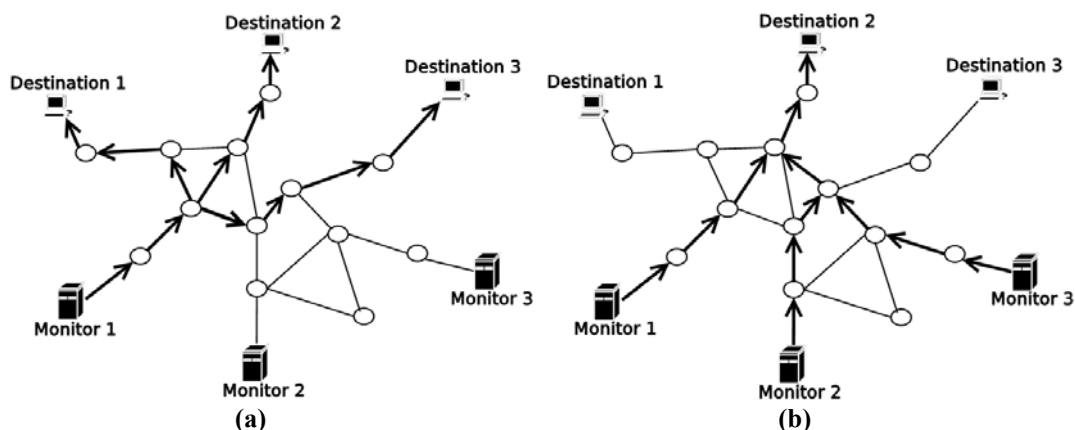 Destination 2
Destination 1
Destination 3
Monitor 1
Monitor 3
Monitor 2
(a)
Destination 2
Destination 1
Destination 3
Monitor 1
Monitor 3
Monitor 2
(b)